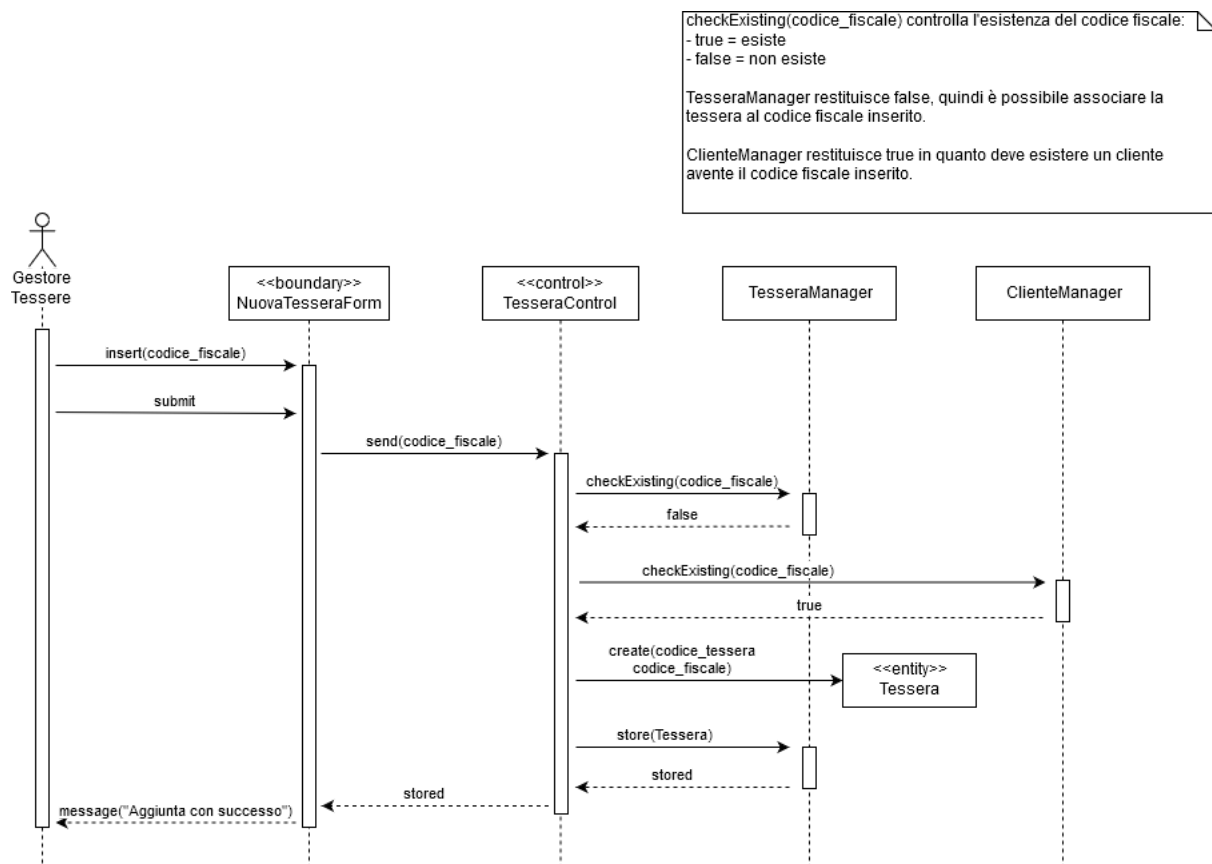 checkExisting(codice_fiscale) controlla l'esistenza del codice fiscale:
- true = esiste
- false = non esiste
TesseraManager restituisce false, quindi è possibile associare la
tessera al codice fiscale inserito.
ClienteManager restituisce true in quanto deve esistere un cliente
avente il codice fiscale inserito.
Gestore
Tessere
<<boundary>>
NuovaTesseraForm
<<control>>
TesseraControl
TesseraManager
ClienteManager
insert(codice_fiscale)
submit
send(codice_fiscale)
checkExisting(codice_fiscale)
false
checkExisting(codice_fiscale)
true
create(codice_tessera
codice_fiscale)
<<entity>>
Tessera
store(Tessera)
stored
stored
message("Aggiunta con successo")